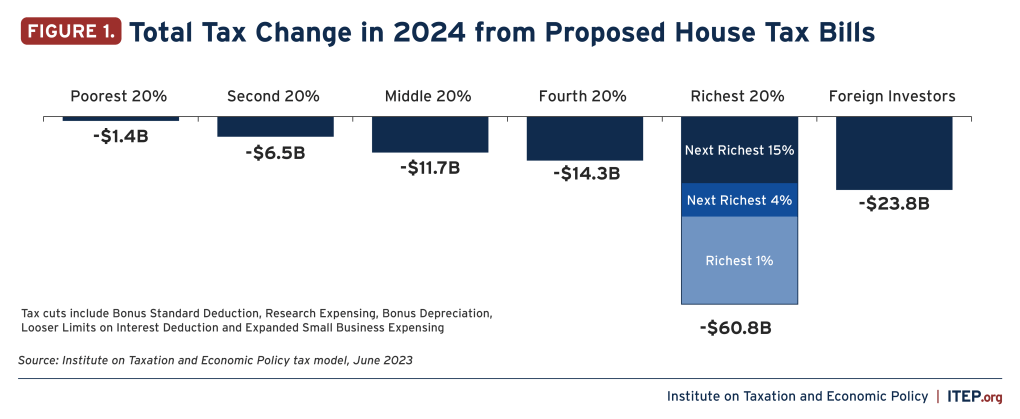 FIGURE 1. Total Tax Change in 2024 from Proposed House Tax Bills
Poorest 20% Second 20% Middle 20% Fourth 20% Richest 20% Foreign Investors
-$1.4B
-$6.5B
-$11.7B
-$14.3B
Next Richest 15%
Next Richest 4%
Richest 1%
-$60.8B
-$23.8B
Tax cuts include Bonus Standard Deduction, Research Expensing, Bonus Depreciation,
Looser Limits on Interest Deduction and Expanded Small Business Expensing
Source: Institute on Taxation and Economic Policy tax model, June 2023
Institute on Taxation and Economic Policy | ITEP.org